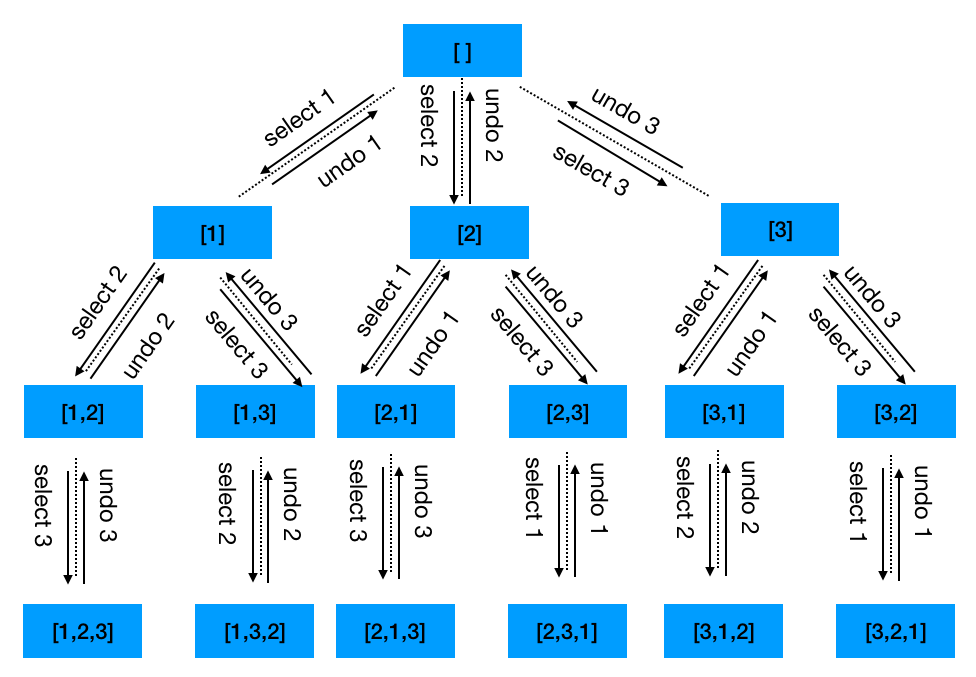 [ ]
select 1
undo 1
select 2
undo 2
undo 3
select 3
[1]
[2]
[3]
select 2
undo 2
undo 3
select 3
select 1
undo 1
undo 3
select 3
select 1
undo 1
undo 3
select 3
[1,2]
[1,3]
[2,1]
[2,3]
[3,1]
[3,2]
select 3
undo 3
select 2
undo 2
select 3
undo 3
select 1
undo 1
select 2
undo 2
select 1
undo 1
[1,2,3]
[1,3,2]
[2,1,3]
[2,3,1]
[3,1,2]
[3,2,1]